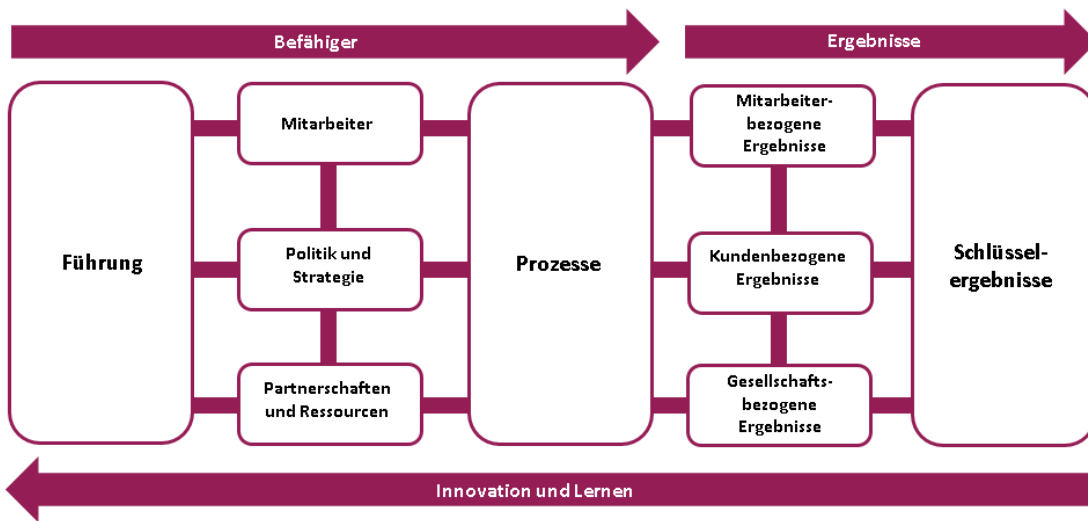 Befähiger
Ergebnisse
Führung
Mitarbeiter
Politik und
Strategie
Partnerschaften
und Ressourcen
Prozesse
Mitarbeiter-
bezogene
Ergebnisse
Kundenbezogene
Ergebnisse
Gesellschafts-
bezogene
Ergebnisse
Schlüssel-
ergebnisse
Innovation und Lernen